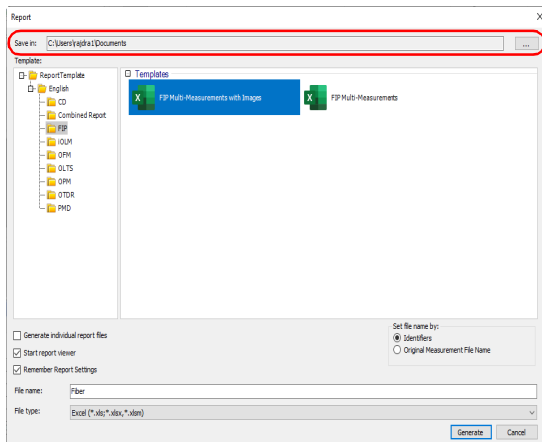 Report
X
Save in:
C:\Users\rajdra1\Documents
...
Template:
ReportTemplate
English
CD
Combined Report
FIP
iOLM
OFM
OLTS
OPM
OTDR
PMD
Templates
FIP Multi-Measurements with Images
FIP Multi-Measurements
Generate individual report files
Start report viewer
Remember Report Settings
Set file name by:
Identifiers
Original Measurement File Name
File name:
Fiber
File type:
Excel (*.xls;*.xlsx,*.xlsm)
Generate
Cancel